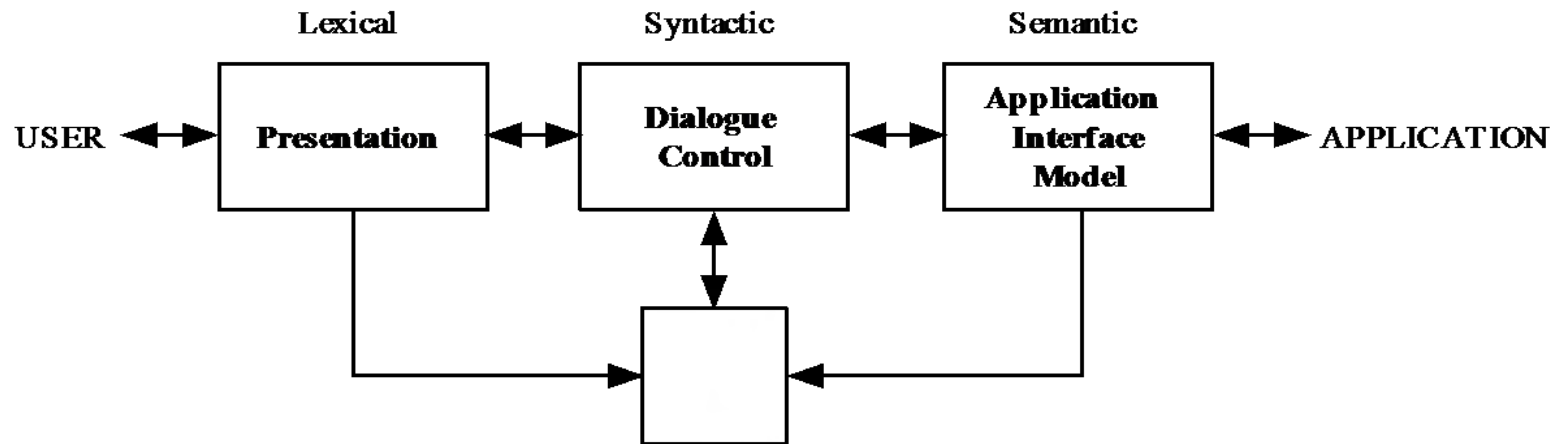 Lexical
Syntactic
Semantic
USER
Presentation
Dialogue
Control
Application
Interface
Model
APPLICATION